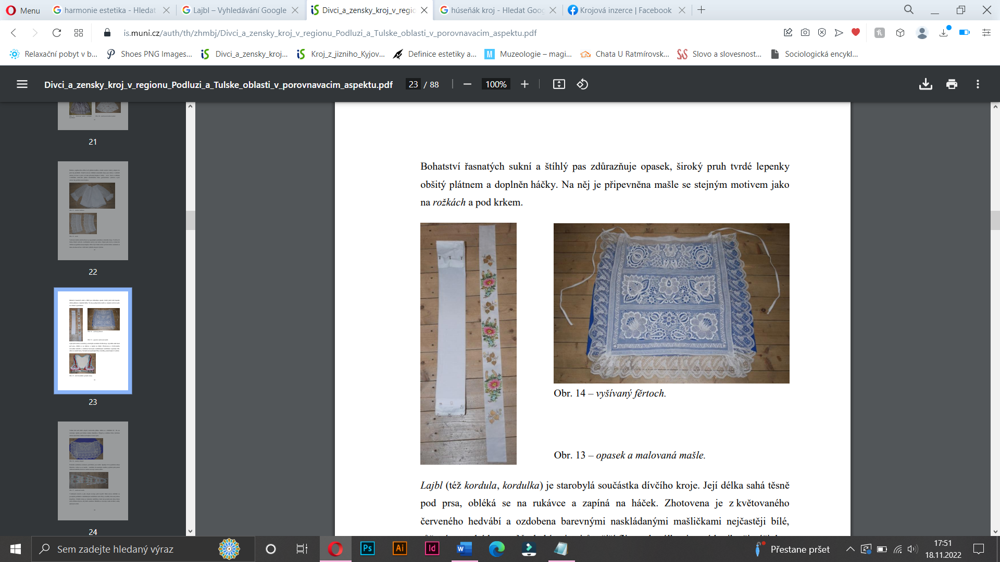 Menu
harmonie estetika - Hledat
Lajbl – Vyhledávání Google
Divci_a_zensky_kroj_v_regio
húseňák kroj - Hledat Goog
Krojová inzerce | Facebook
is.muni.cz/auth/th/zhmbj/Divci_a_zensky_kroj_v_regionu_Podluzi_a_Tulske_oblasti_v_porovnavacim_aspektu.pdf
Relaxační pobyt v b...
Shoes PNG Images...
Divci_a_zensky_kroj...
Kroj_z_jizniho_Kyjov...
Definice estetiky a...
Muzeologie – magi...
Chata U Ratmírovsk...
Slovo a slovesnost...
Sociologická encykl...
Divci_a_zensky_kroj_v_regionu_Podluzi_a_Tulske_oblasti_v_porovnavacim_aspektu.pdf
23 / 88
100%
21
22
23
24
Bohatství řasnatých sukní a štíhlý pas zdůrazňuje opasek, široký pruh tvrdé lepenky
obšitý plátnem a doplněn háčky. Na něj je připevněna mašle se stejným motivem jako
na rožkách a pod krkem.
Obr. 14 – vyšívaný fěrtoch.
Obr. 13 – opasek a malovaná mašle.
Lajbl (též kordula, kordulka) je starobylá součástka dívčího kroje. Její délka sahá těsně
pod prsa, obléká se na rukávce a zapíná na háček. Zhotovena je z květovaného
červeného hedvábí a ozdobena barevnými naskládanými mašličkami nejčastěji bílé,
Sem zadejte hledaný výraz
Ps
Ai
Id
Přestane pršet
17:51
18.11.2022